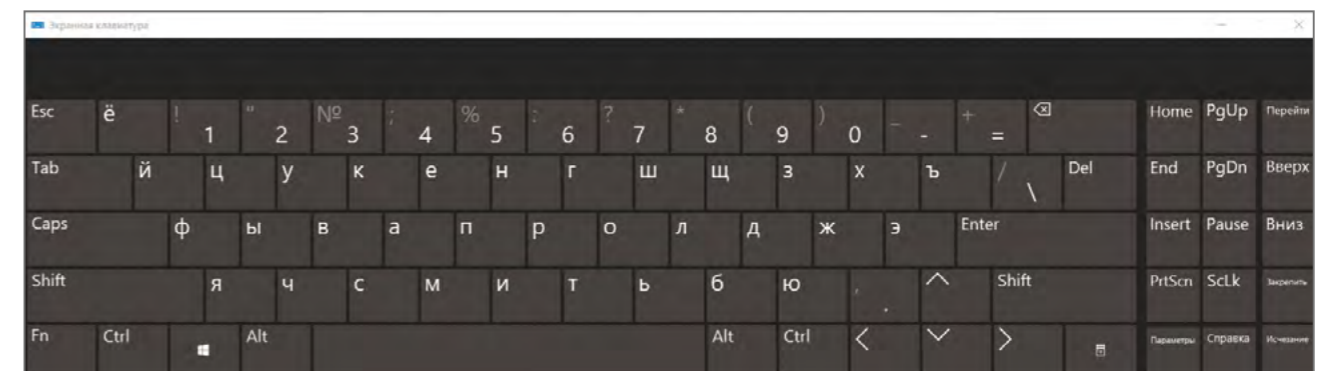 Экранная клавиатура
Esc ё ! 1 " 2 № 3 ; 4 % 5 : 6 ? 7 * 8 ( 9 ) 0 _ - + = Home PgUp Перейти
Tab й ц у к е н г ш щ з х ъ / \ Del End PgDn Вверх
Caps ф ы в а п р о л д ж э Enter Insert Pause Вниз
Shift я ч с м и т ь б ю , . Shift PrtScn ScLk Закрепить
Fn Ctrl Alt Alt Ctrl Параметры Справка Исчезание